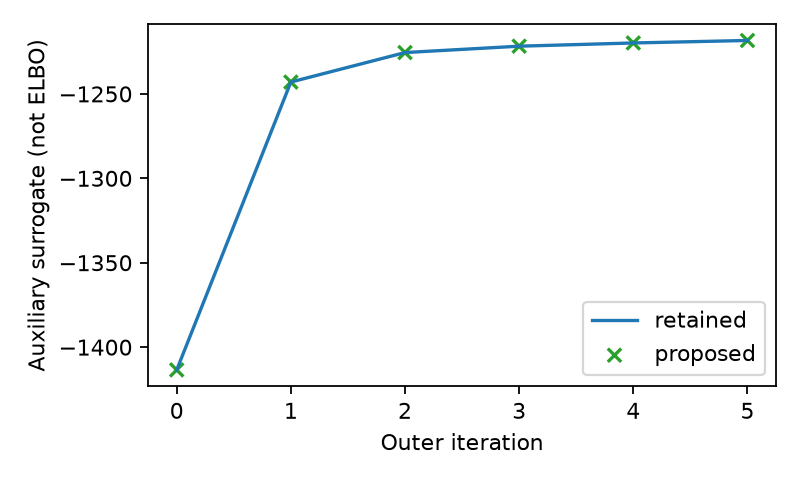 Auxiliary surrogate (not ELBO)
−1250
−1300
−1350
−1400
retained
proposed
0 1 2 3 4 5
Outer iteration